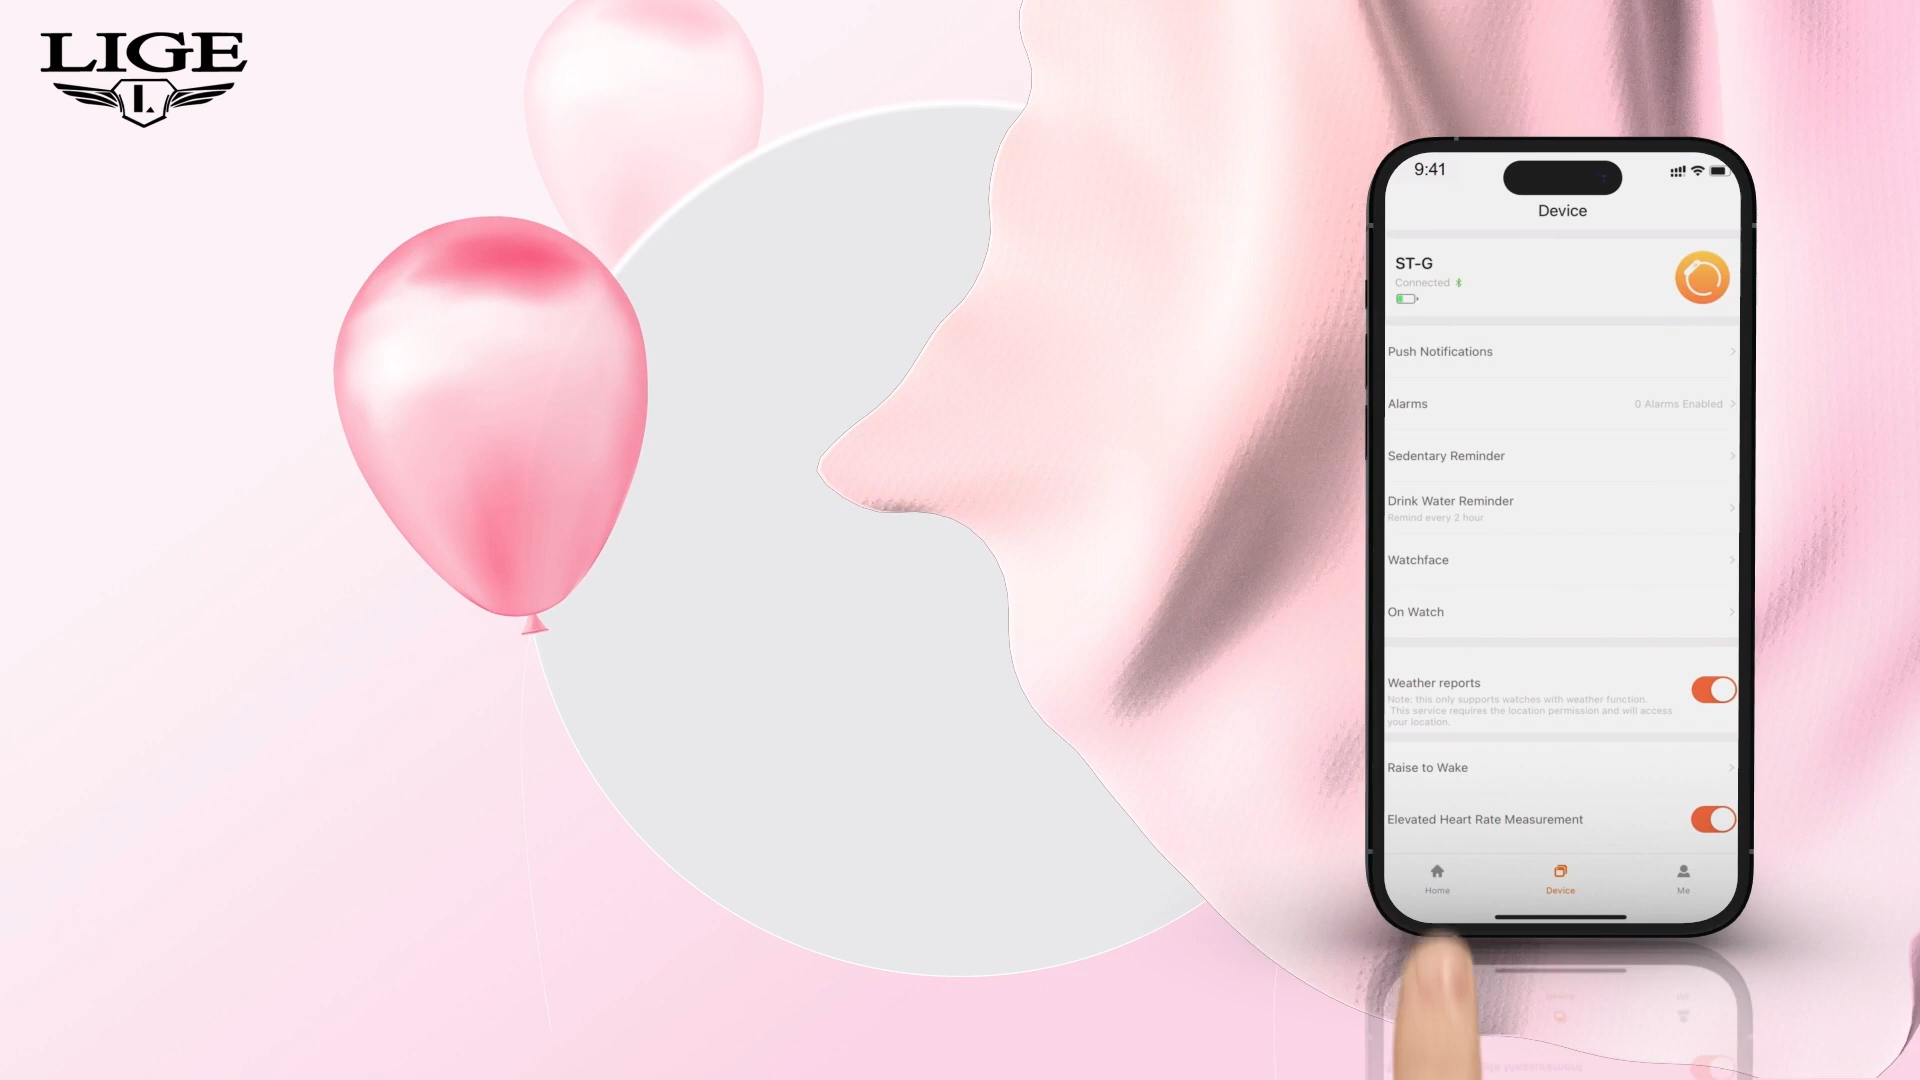 LIGE
L
9:41
Device
ST-G
Connected
Push Notifications
Alarms
0 Alarms Enabled
Sedentary Reminder
Drink Water Reminder
Remind every 2 hour
Watchface
On Watch
Weather reports
Note: this only supports watches with weather function.
This service requires the location permission and will access
your location.
Raise to Wake
Elevated Heart Rate Measurement
Home
Device
Me